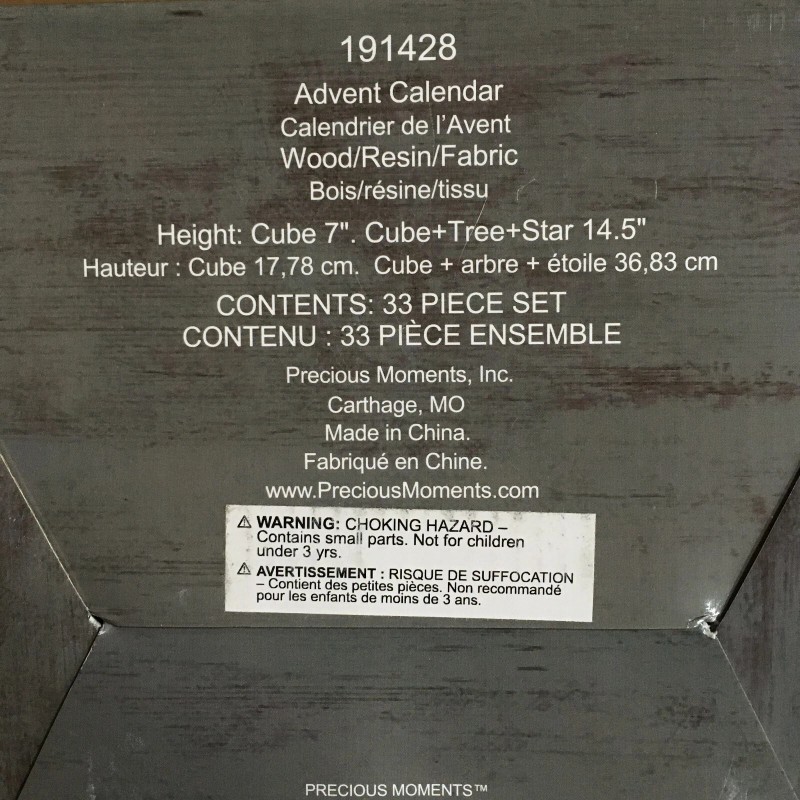 191428
Advent Calendar
Calendrier de l'Avent
Wood/Resin/Fabric
Bois/résine/tissu
Height: Cube 7". Cube+Tree+Star 14.5"
Hauteur : Cube 17,78 cm. Cube + arbre + étoile 36,83 cm
CONTENTS: 33 PIECE SET
CONTENU : 33 PIÈCE ENSEMBLE
Precious Moments, Inc.
Carthage, MO
Made in China.
Fabriqué en Chine.
www.PreciousMoments.com
⚠ WARNING: CHOKING HAZARD –
Contains small parts. Not for children
under 3 yrs.
⚠ AVERTISSEMENT : RISQUE DE SUFFOCATION
– Contient des petites pièces. Non recommandé
pour les enfants de moins de 3 ans.
PRECIOUS MOMENTS™